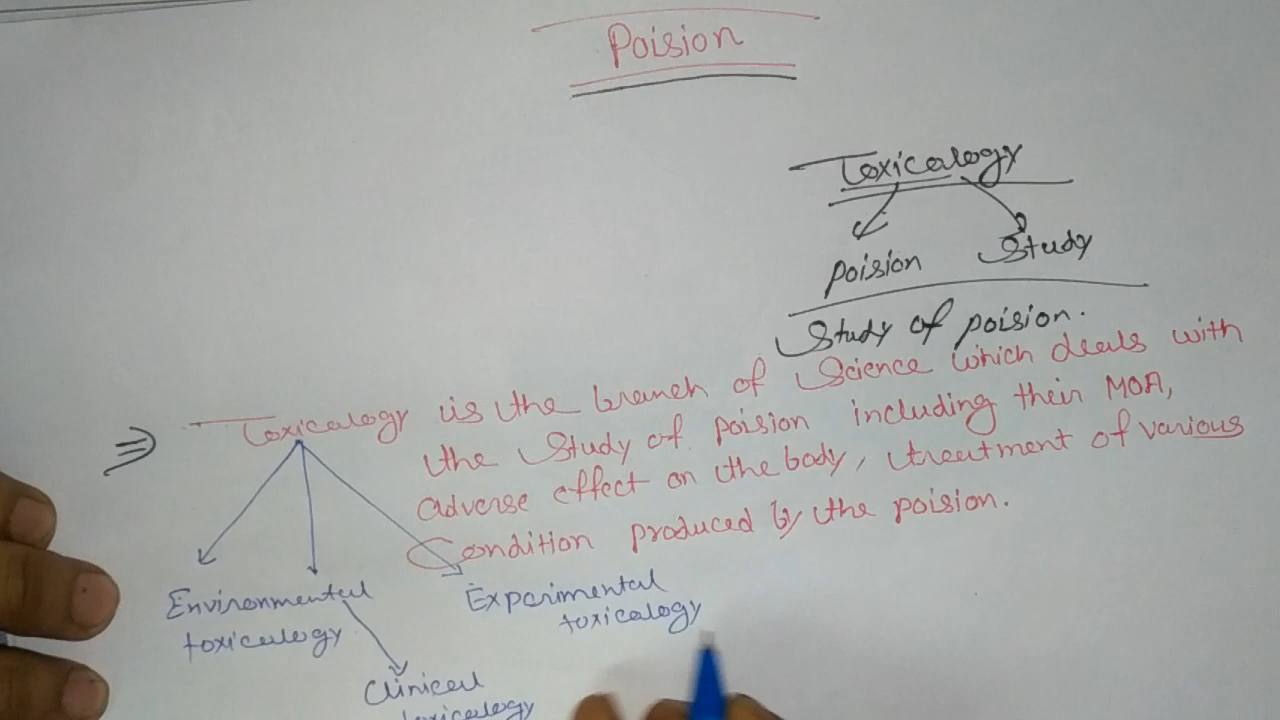 Poision
Toxicalogy
poision Study
Study of poision.
Toxicalogy is the branch of Science which deals with
the Study of poision including their MOA,
adverse effect on the body, treatment of various
Condition produced by the poision.
Environmental
toxicalogy
Experimental
toxicalogy
Clinical
toxicalogy